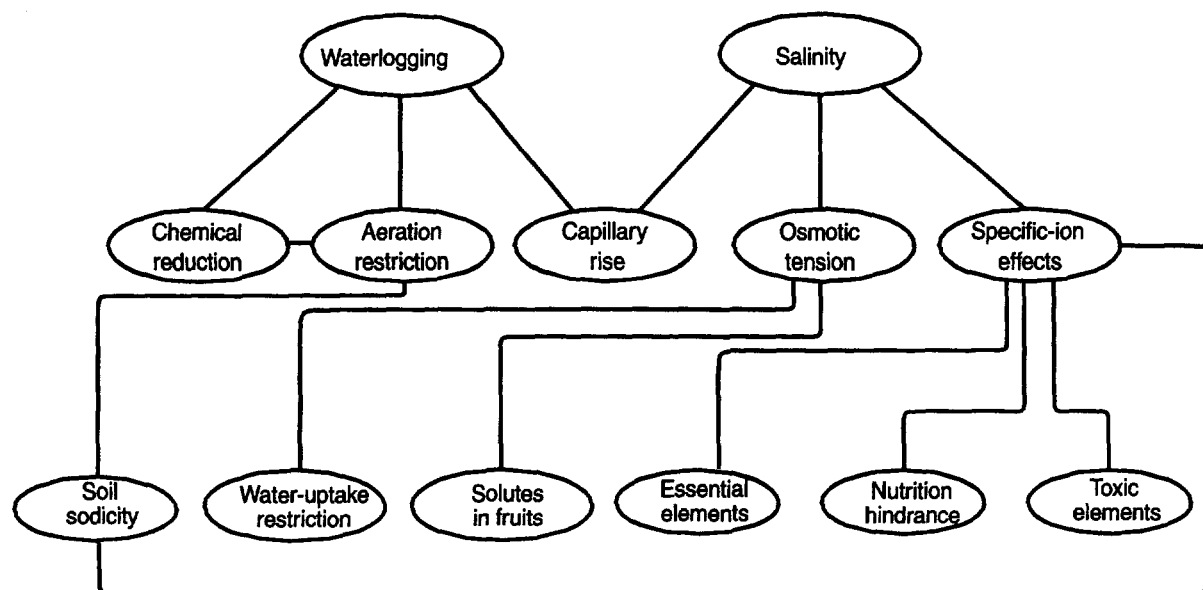 Waterlogging
Salinity
Chemical
reduction
Aeration
restriction
Capillary
rise
Osmotic
tension
Specific-ion
effects
Soil
sodicity
Water-uptake
restriction
Solutes
in fruits
Essential
elements
Nutrition
hindrance
Toxic
elements